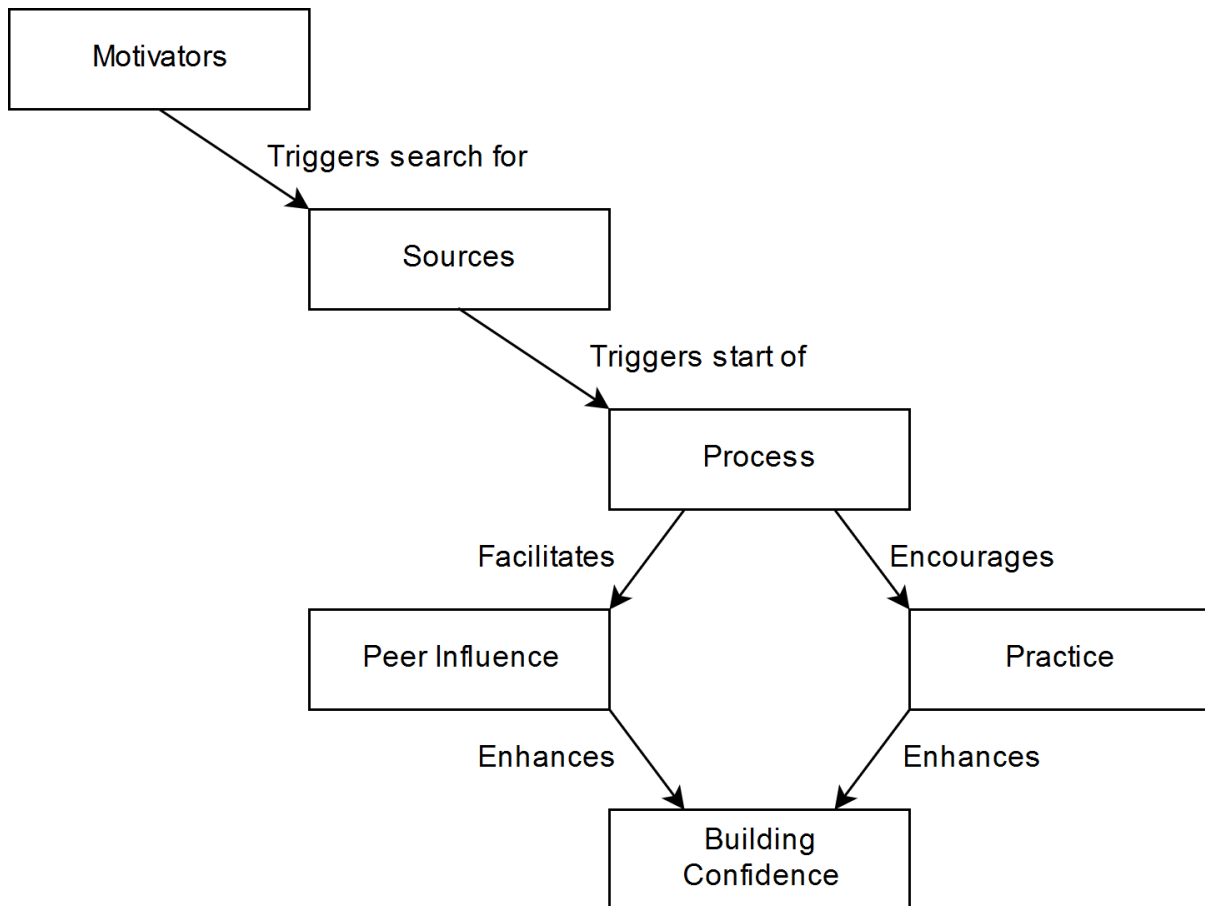 Motivators
Triggers search for
Sources
Triggers start of
Process
Facilitates
Encourages
Peer Influence
Practice
Enhances
Enhances
Building
Confidence